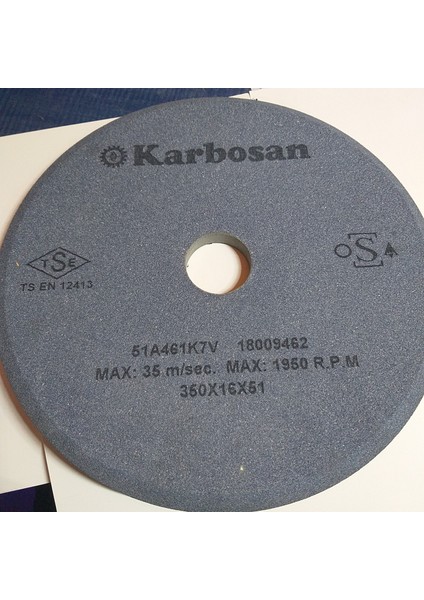 Karbosan
TSE
TS EN 12413
OSA
51A461K7V 18009462
MAX: 35 m/sec. MAX: 1950 R.P.M
350X16X51